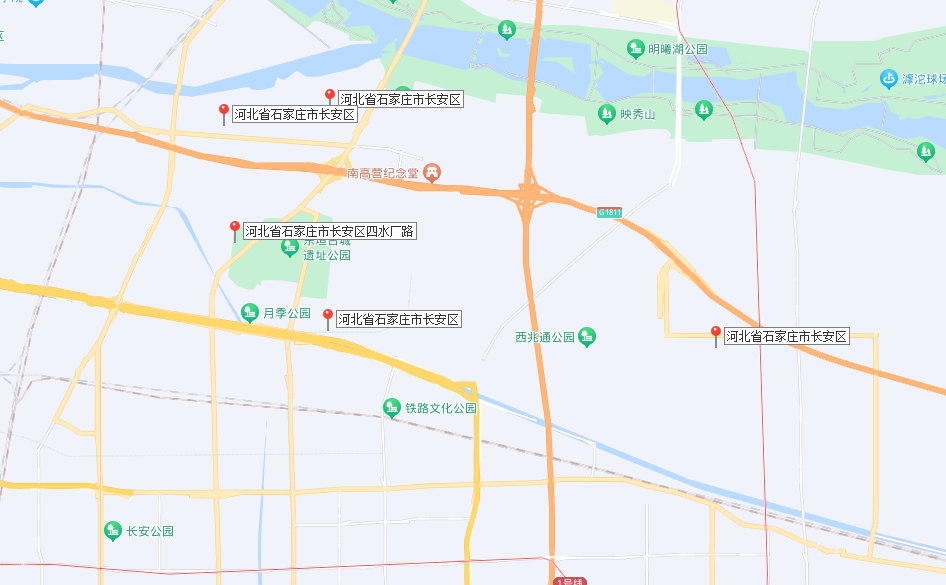 区
明曦湖公园
滹沱球场
河北省石家庄市长安区
河北省石家庄市长安区
映秀山
南高营纪念堂
G1811
河北省石家庄市长安区四水厂路
东垣古城
遗址公园
月季公园
河北省石家庄市长安区
西兆通公园
河北省石家庄市长安区
铁路文化公园
长安公园
1号线